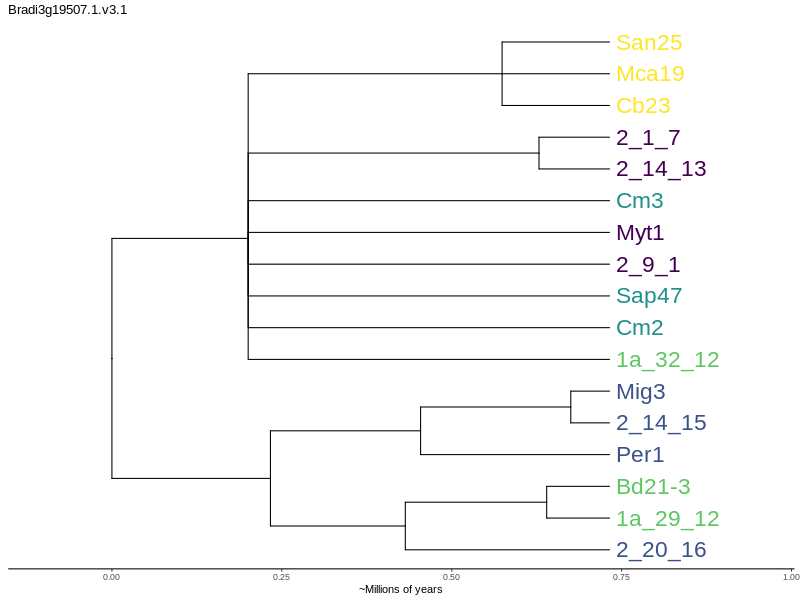 Bradi3g19507.1.v3.1
San25
Mca19
Cb23
2_1_7
2_14_13
Cm3
Myt1
2_9_1
Sap47
Cm2
1a_32_12
Mig3
2_14_15
Per1
Bd21-3
1a_29_12
2_20_16
0.00 0.25 0.50 0.75 1.00
~Millions of years